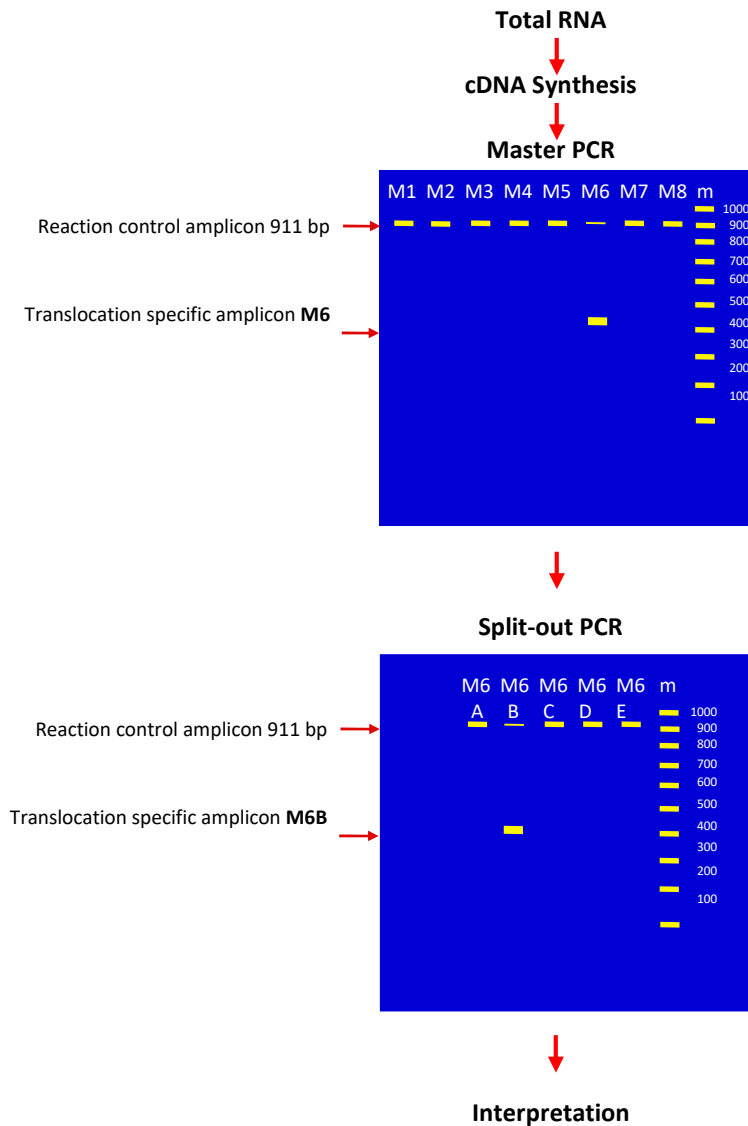 Total RNA
cDNA Synthesis
Master PCR
M1 M2 M3 M4 M5 M6 M7 M8 m
1000
Reaction control amplicon 911 bp
900
800
700
600
500
Translocation specific amplicon M6
400
300
200
100
Split-out PCR
M6 M6 M6 M6 M6 m
A B C D E
1000
Reaction control amplicon 911 bp
900
800
700
600
500
Translocation specific amplicon M6B
400
300
200
100
Interpretation